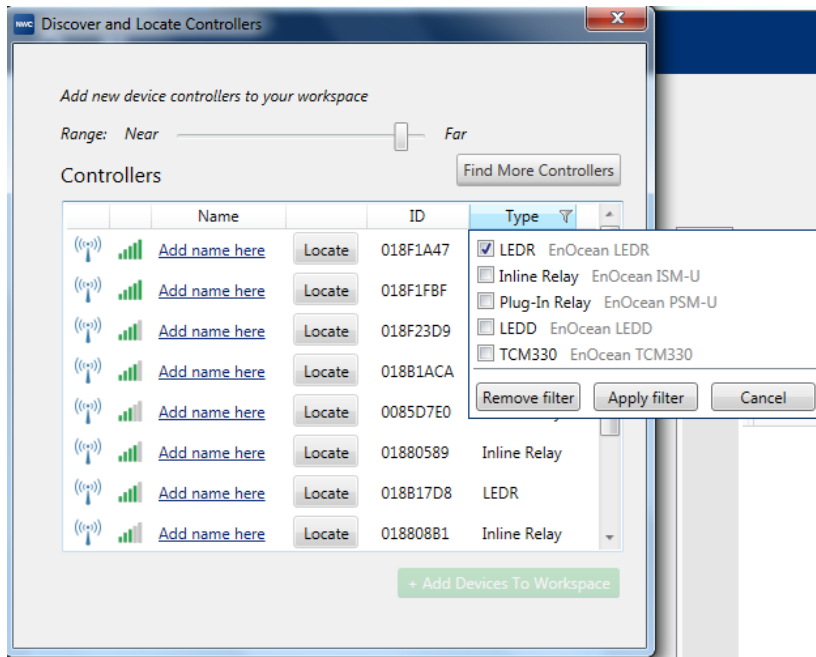 NWC Discover and Locate Controllers x
Add new device controllers to your workspace
Range: Near Far
Find More Controllers
Controllers
Name ID Type
Add name here Locate 018F1A47
Add name here Locate 018F1FBF
Add name here Locate 018F23D9
Add name here Locate 018B1ACA
Add name here Locate 0085D7E0
Add name here Locate 01880589 Inline Relay
Add name here Locate 018B17D8 LEDR
Add name here Locate 018808B1 Inline Relay
LEDR EnOcean LEDR
Inline Relay EnOcean ISM-U
Plug-In Relay EnOcean PSM-U
LEDD EnOcean LEDD
TCM330 EnOcean TCM330
Remove filter Apply filter Cancel
+ Add Devices To Workspace